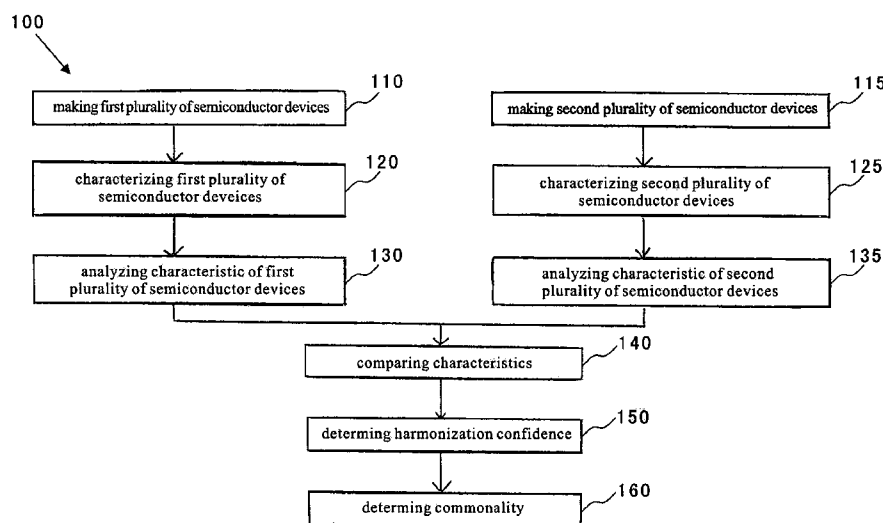 100
making first plurality of semiconductor devices
110
making second plurality of semiconductor devices
115
characterizing first plurality of
semiconductor deveices
120
characterizing second plurality of
semiconductor devices
125
analyzing characteristic of first
plurality of semiconductor devices
130
analyzing characteristic of second
plurality of semiconductor devices
135
comparing characteristics
140
determing harmonization confidence
150
determing commonality
160